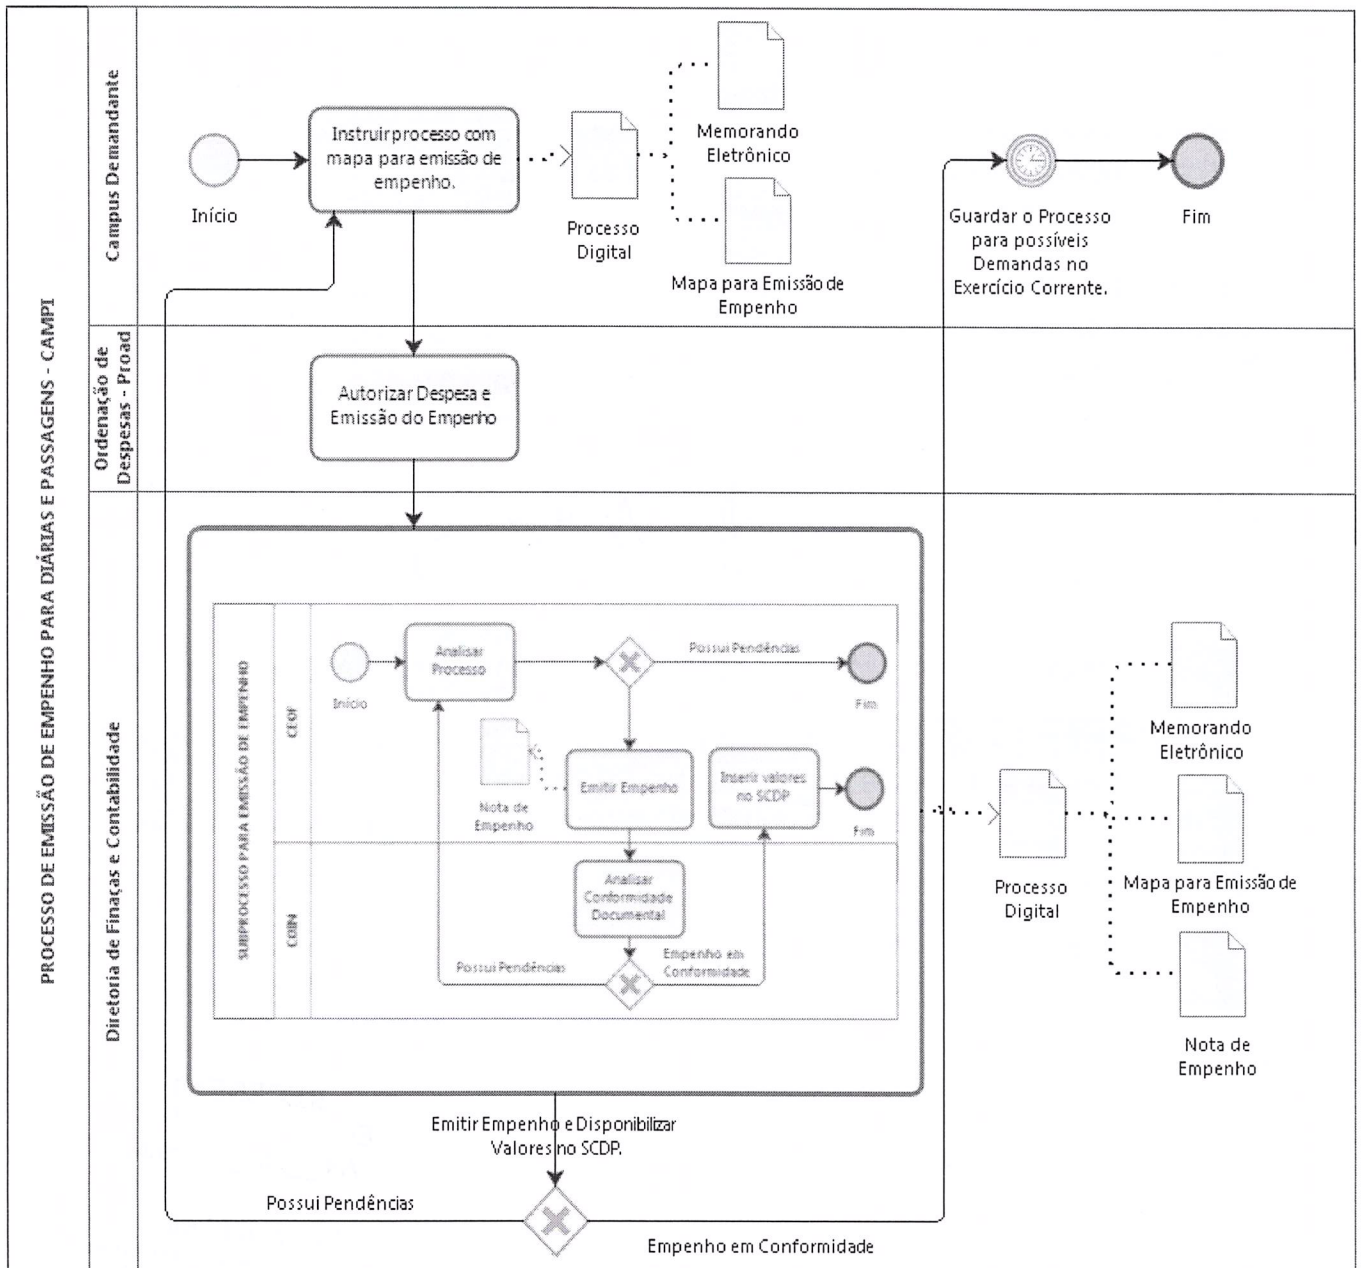 PROCESSO DE EMISSÃO DE EMPENHO PARA DIÁRIAS E PASSAGENS - CAMPI
Campus Demandante
Início
Instruir processo com
mapa para emissão de
empenho.
Processo
Digital
Memorando
Eletrônico
Mapa para Emissão de
Empenho
Guardar o Processo
para possíveis
Demandas no
Exercício Corrente.
Fim
Ordenação de
Despesas - Proad
Autorizar Despesa e
Emissão do Empenho
Diretoria de Finaças e Contabilidade
SUBPROCESSO PARA EMISSÃO DE EMPENHO
CEOF
Início
Analisar
Processo
Possui Pendências
Fim
Nota de
Empenho
Emitir Empenho
Inserir valores
no SCDP
Fim
COIN
Analisar
Conformidade
Documental
Possui Pendências
Empenho em
Conformidade
Processo
Digital
Memorando
Eletrônico
Mapa para Emissão de
Empenho
Nota de
Empenho
Emitir Empenho e Disponibilizar
Valores no SCDP.
Possui Pendências
Empenho em Conformidade